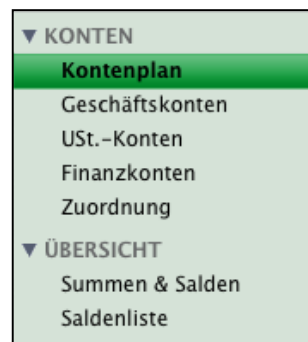 KONTEN
Kontenplan
Geschäftskonten
USt.-Konten
Finanzkonten
Zuordnung
ÜBERSICHT
Summen & Salden
Saldenliste